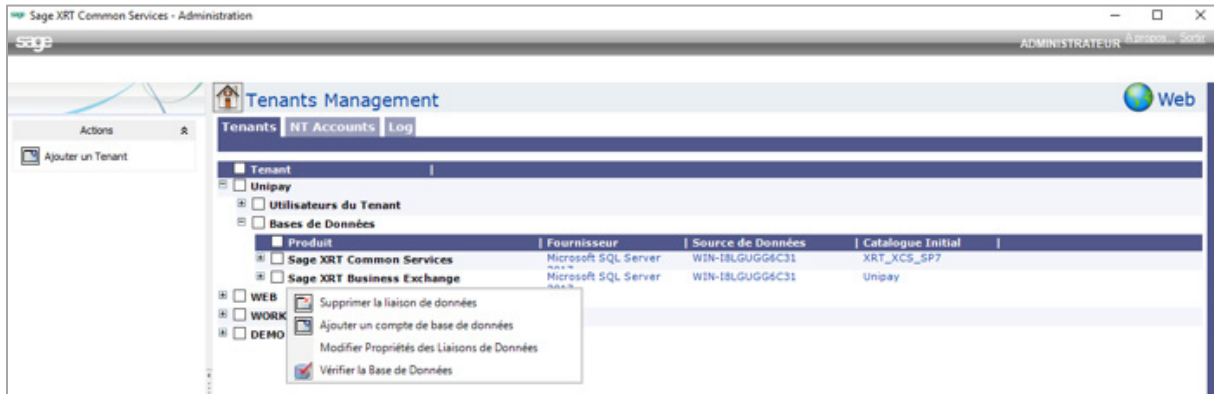 Sage XRT Common Services - Administration
sage
ADMINISTRATEUR A propos... Sortir
Tenants Management
Web
Actions
Ajouter un Tenant
Tenants NT Accounts Log
Tenant
Unipay
Utilisateurs du Tenant
Bases de Données
Produit | Fournisseur | Source de Données | Catalogue Initial |
Sage XRT Common Services Microsoft SQL Server WIN-I8LGUGG6C31 XRT_XCS_SP7
Sage XRT Business Exchange Microsoft SQL Server WIN-I8LGUGG6C31 Unipay
WEB
WORK
DEMO
Supprimer la liaison de données
Ajouter un compte de base de données
Modifier Propriétés des Liaisons de Données
Vérifier la Base de Données